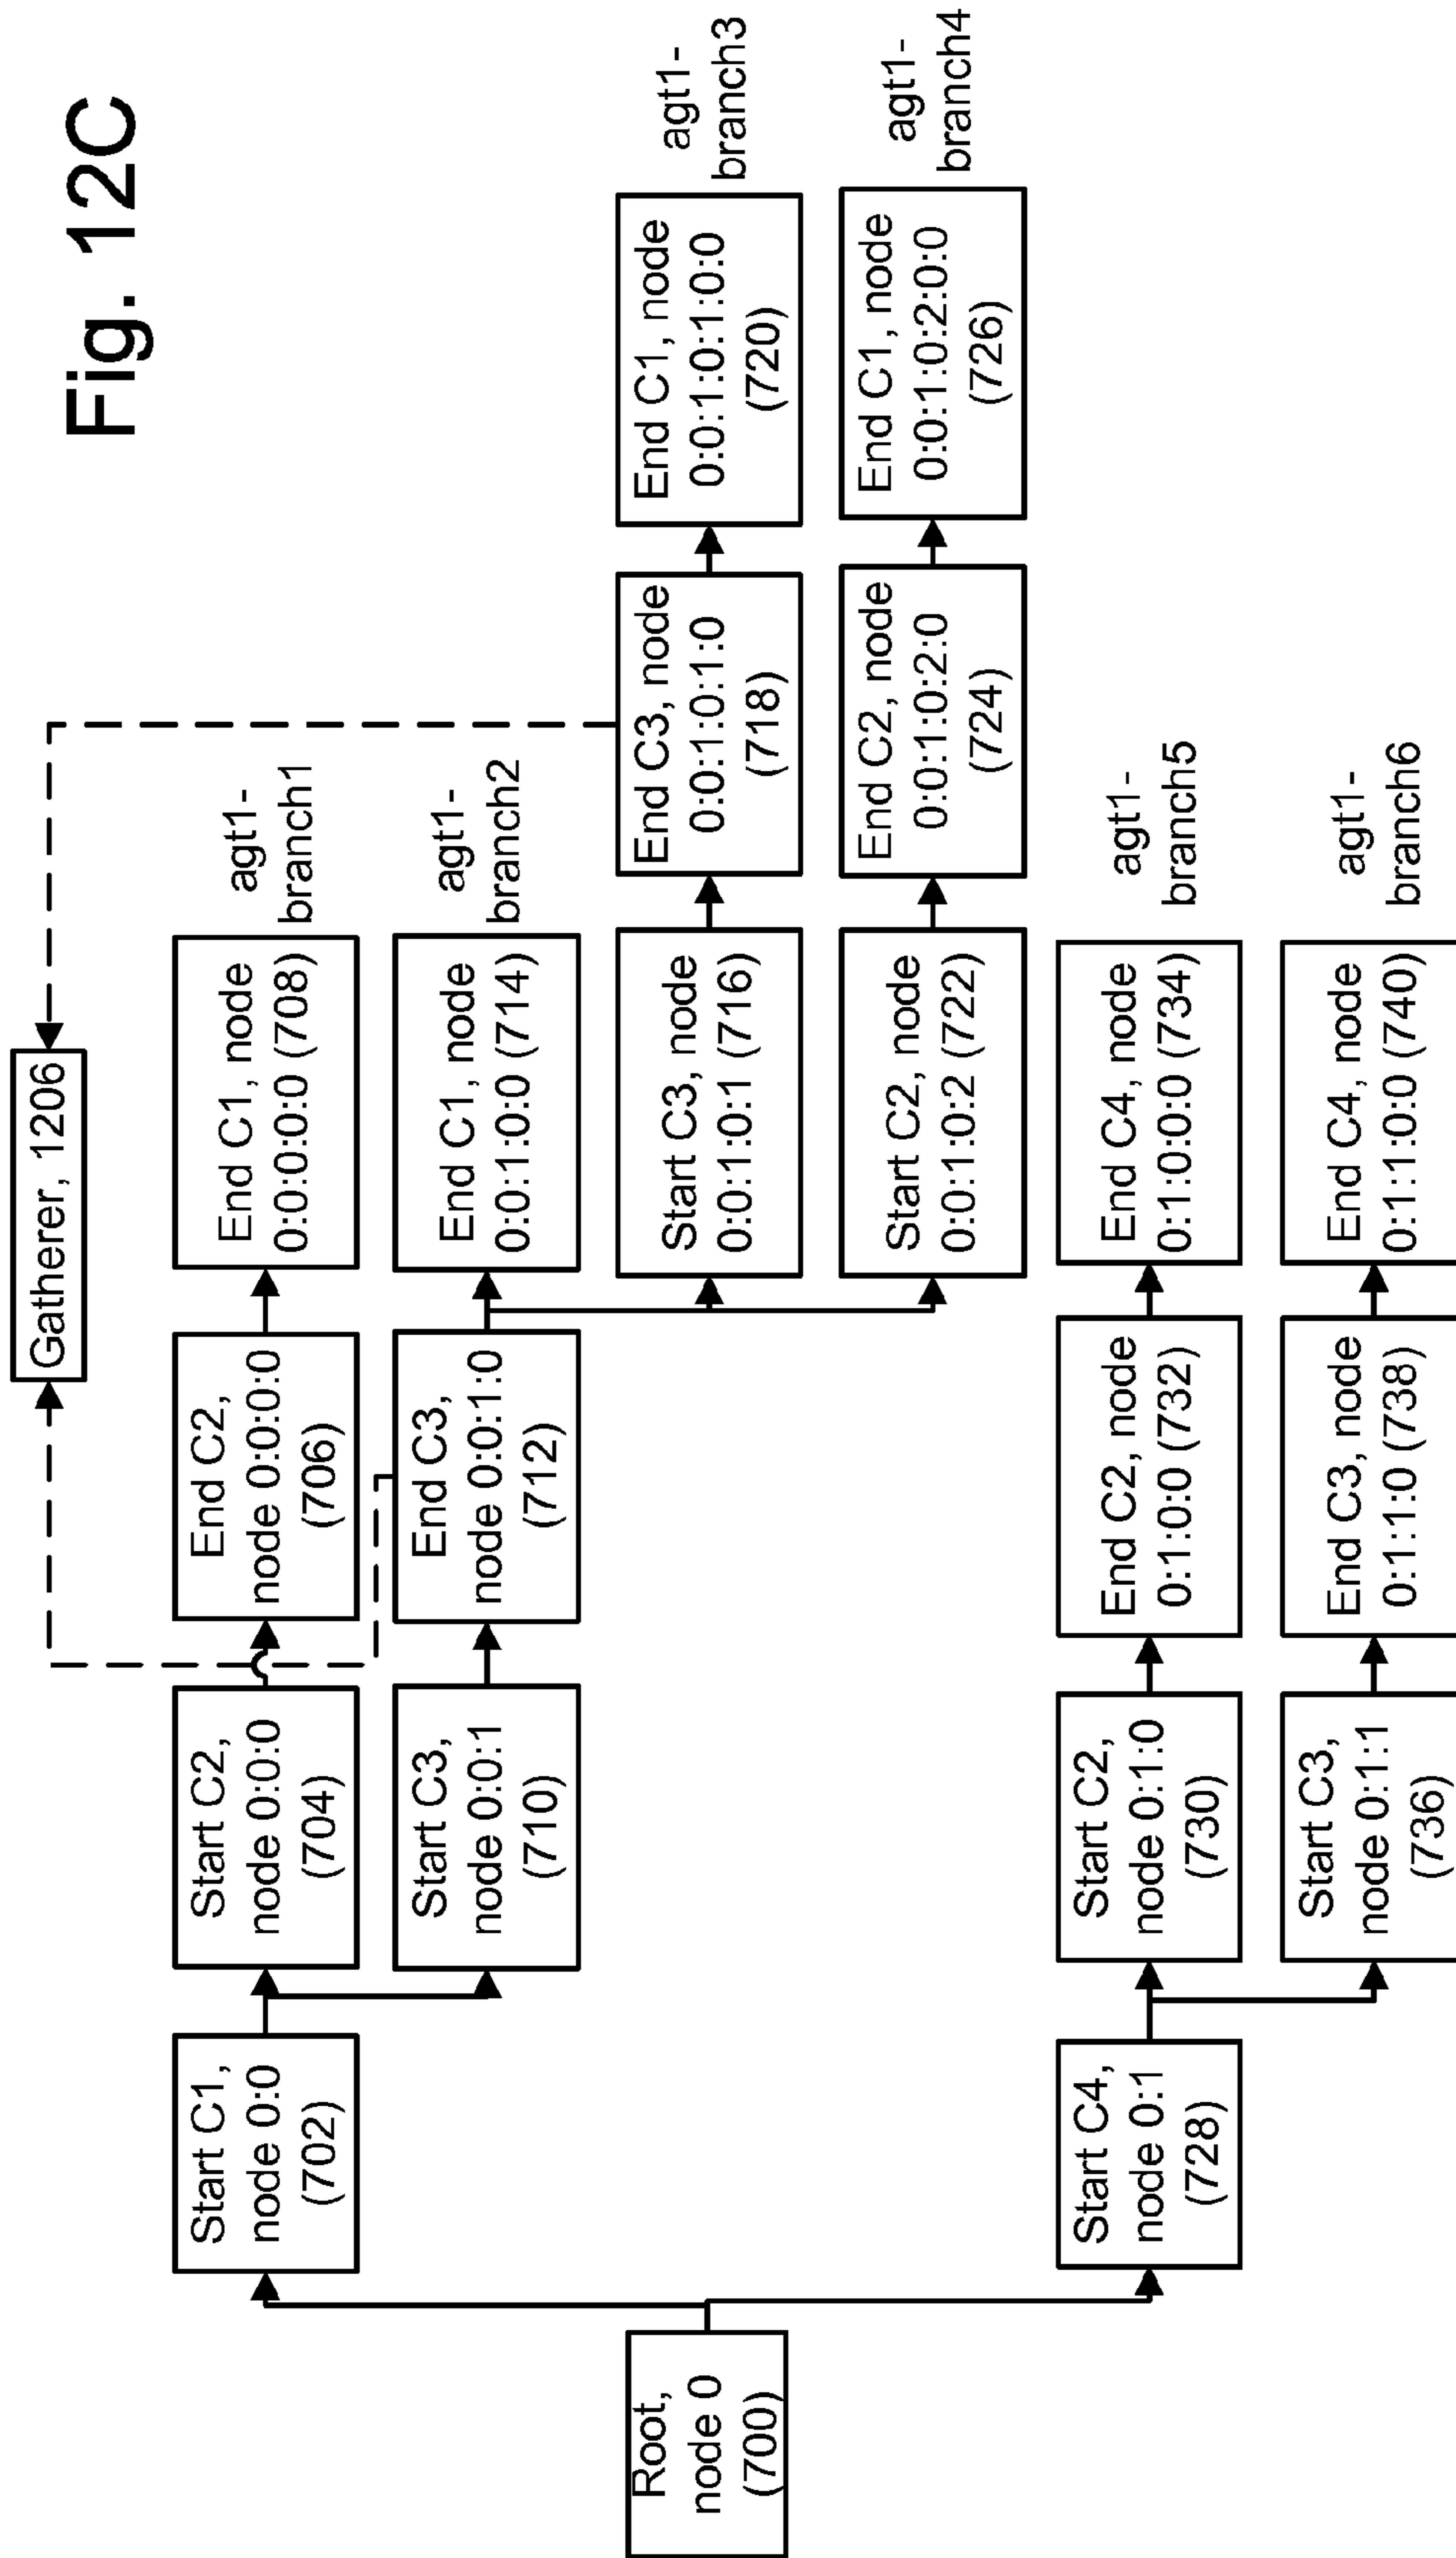 Fig. 12C
Gatherer, 1206
Root,
node 0
(700)
Start C1,
node 0:0
(702)
Start C2,
node 0:0:0
(704)
End C2,
node 0:0:0:0
(706)
End C1, node
0:0:0:0:0 (708)
agt1-
branch1
Start C3,
node 0:0:1
(710)
End C3,
node 0:0:1:0
(712)
End C1, node
0:0:1:0:0 (714)
agt1-
branch2
Start C3, node
0:0:1:0:1 (716)
End C3, node
0:0:1:0:1:0
(718)
End C1, node
0:0:1:0:1:0:0
(720)
agt1-
branch3
Start C2, node
0:0:1:0:2 (722)
End C2, node
0:0:1:0:2:0
(724)
End C1, node
0:0:1:0:2:0:0
(726)
agt1-
branch4
Start C4,
node 0:1
(728)
Start C2,
node 0:1:0
(730)
End C2, node
0:1:0:0 (732)
End C4, node
0:1:0:0:0 (734)
agt1-
branch5
Start C3,
node 0:1:1
(736)
End C3, node
0:1:1:0 (738)
End C4, node
0:1:1:0:0 (740)
agt1-
branch6